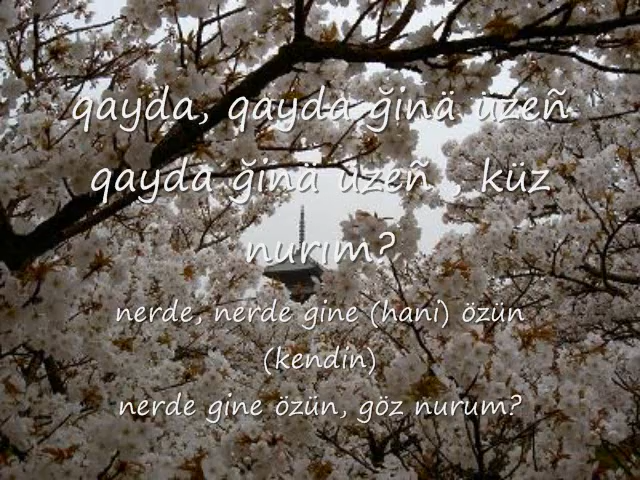 qayda, qayda ğinä üzeñ
qayda ğinä üzeñ , küz
nurım?
nerde, nerde gine (hani) özün
(kendin)
nerde gine özün, göz nurum?